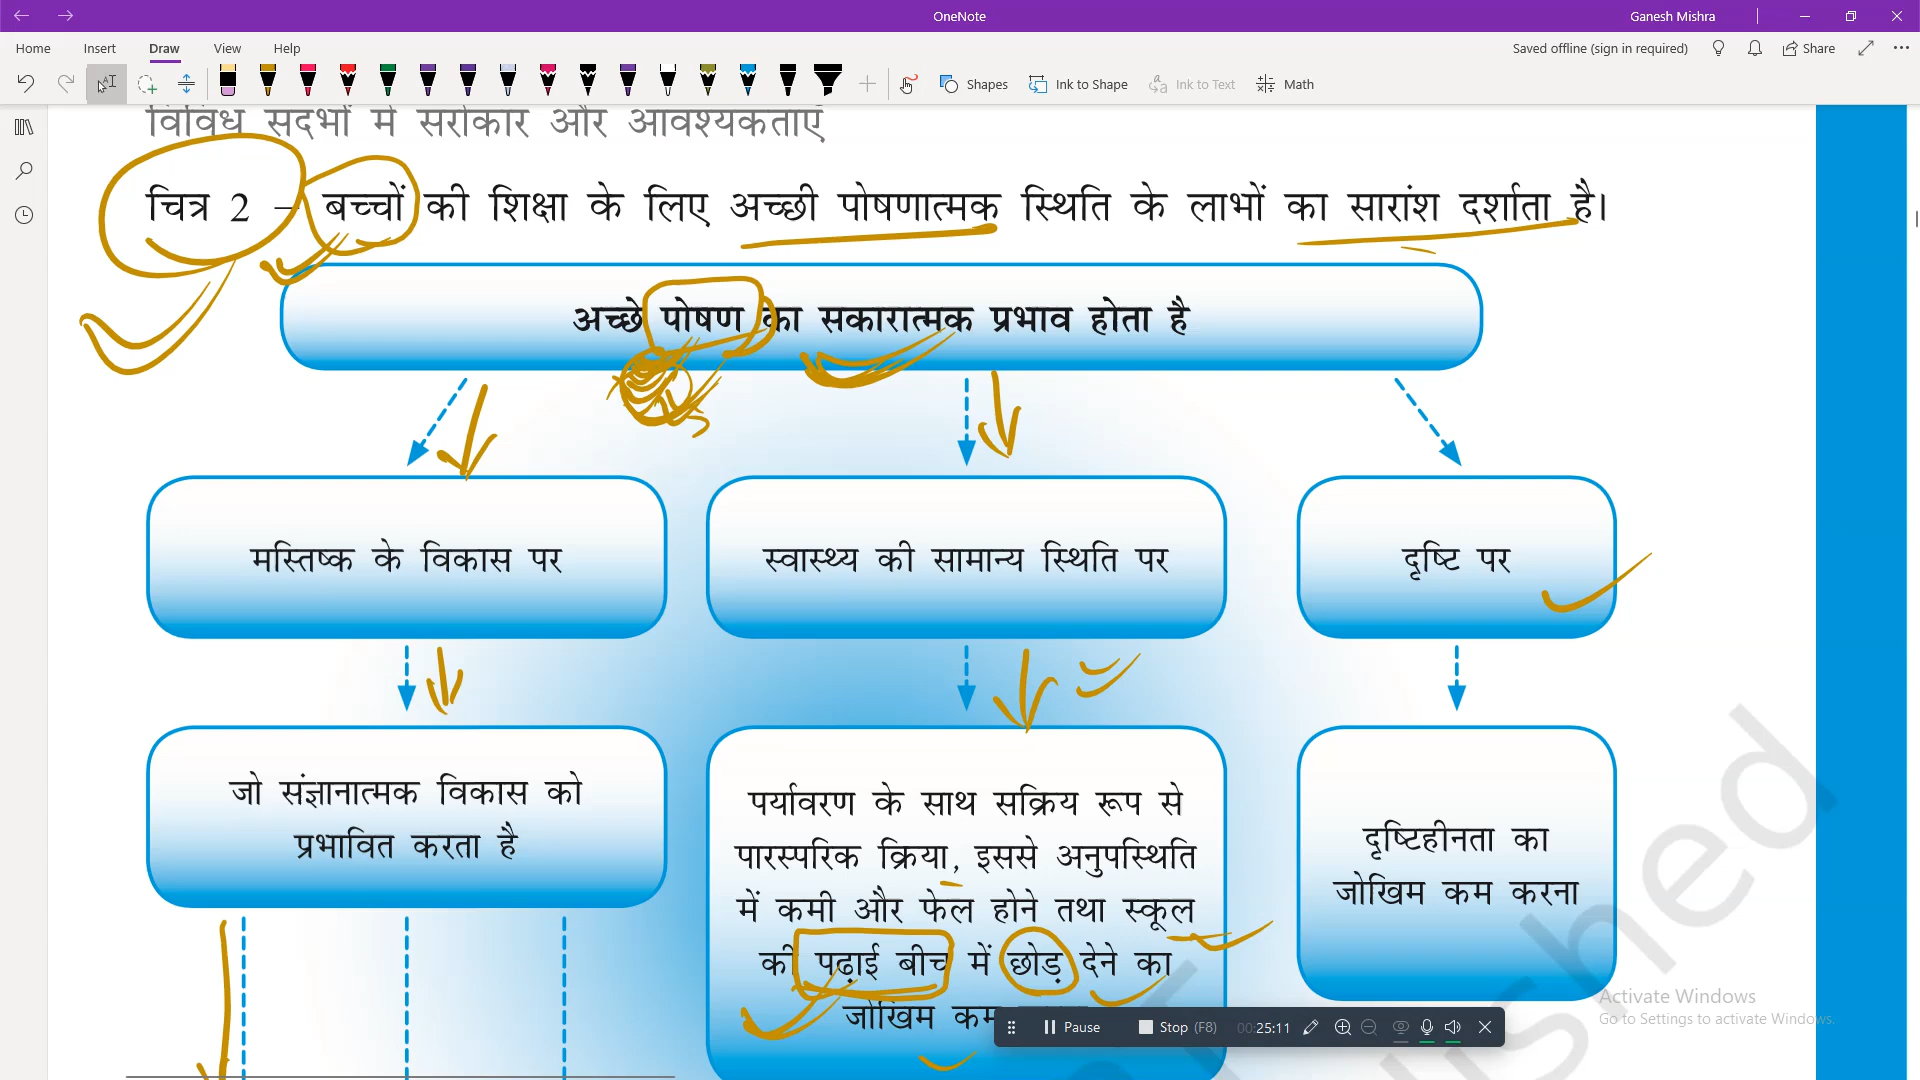 OneNote
Ganesh Mishra
Home Insert Draw View Help
Saved offline (sign in required)
Share
Shapes
Ink to Shape
Ink to Text
Math
विविध संदर्भों में सरोकार और आवश्यकताएँ
चित्र 2 – बच्चों की शिक्षा के लिए अच्छी पोषणात्मक स्थिति के लाभों का सारांश दर्शाता है।
अच्छे पोषण का सकारात्मक प्रभाव होता है
मस्तिष्क के विकास पर
स्वास्थ्य की सामान्य स्थिति पर
दृष्टि पर
जो संज्ञानात्मक विकास को
प्रभावित करता है
पर्यावरण के साथ सक्रिय रूप से
पारस्परिक क्रिया, इससे अनुपस्थिति
में कमी और फेल होने तथा स्कूल
की पढ़ाई बीच में छोड़ देने का
जोखिम कम
दृष्टिहीनता का
जोखिम कम करना
Activate Windows
Go to Settings to activate Windows.
Pause
Stop (F8)
00:25:11